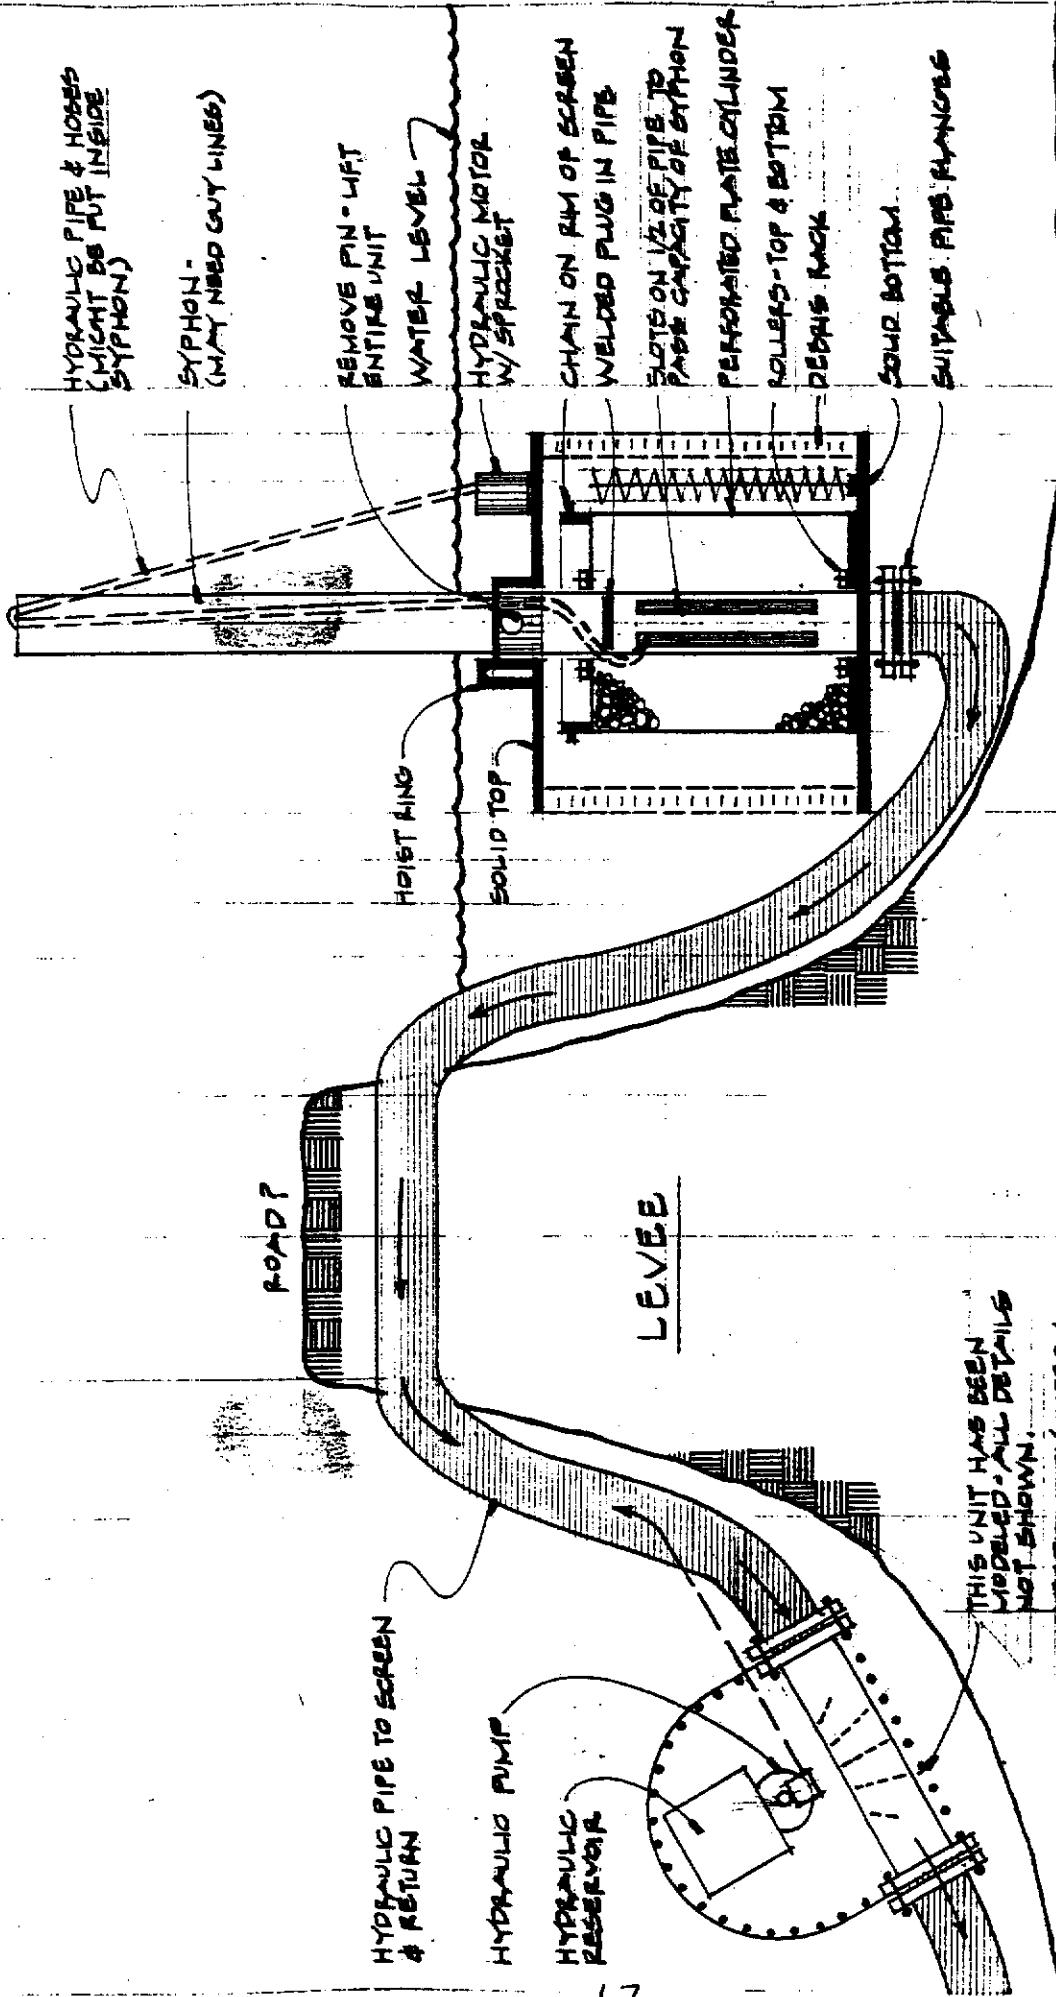 HYDRAULIC PIPE & HOSES
(MIGHT BE PUT INSIDE
SYPHON)
SYPHON-
(MAY NEED GUY LINES)
REMOVE PIN-LIFT
ENTIRE UNIT
WATER LEVEL
HYDRAULIC MOTOR
W/ SPROCKET
CHAIN ON RIM OF SCREEN
WELDED PLUG IN PIPE
SLOTS ON 1/2 OF PIPE TO
PASS CAPACITY OF SYPHON
PERFORATED PLATE CYLINDER
ROLLERS-TOP & BOTTOM
DEBRIS RACK
SOLID BOTTOM
SUITABLE PIPE FLANGES
HOIST RING
SOLID TOP
ROAD?
LEVEE
HYDRAULIC PIPE TO SCREEN
& RETURN
HYDRAULIC PUMP
HYDRAULIC
RESERVOIR
THIS UNIT HAS BEEN
MODELED-ALL DETAILS
NOT SHOWN.